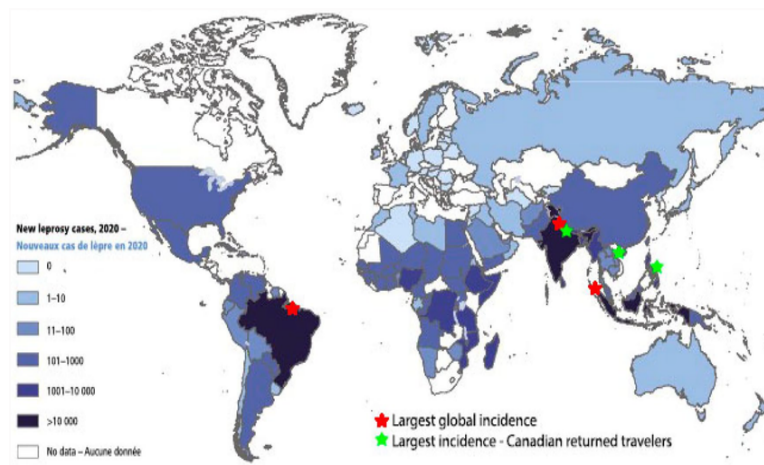 New leprosy cases, 2020 –
Nouveaux cas de lèpre en 2020
0
1–10
11–100
101–1000
1001–10 000
>10 000
No data – Aucune donnée
Largest global incidence
Largest incidence - Canadian returned travelers